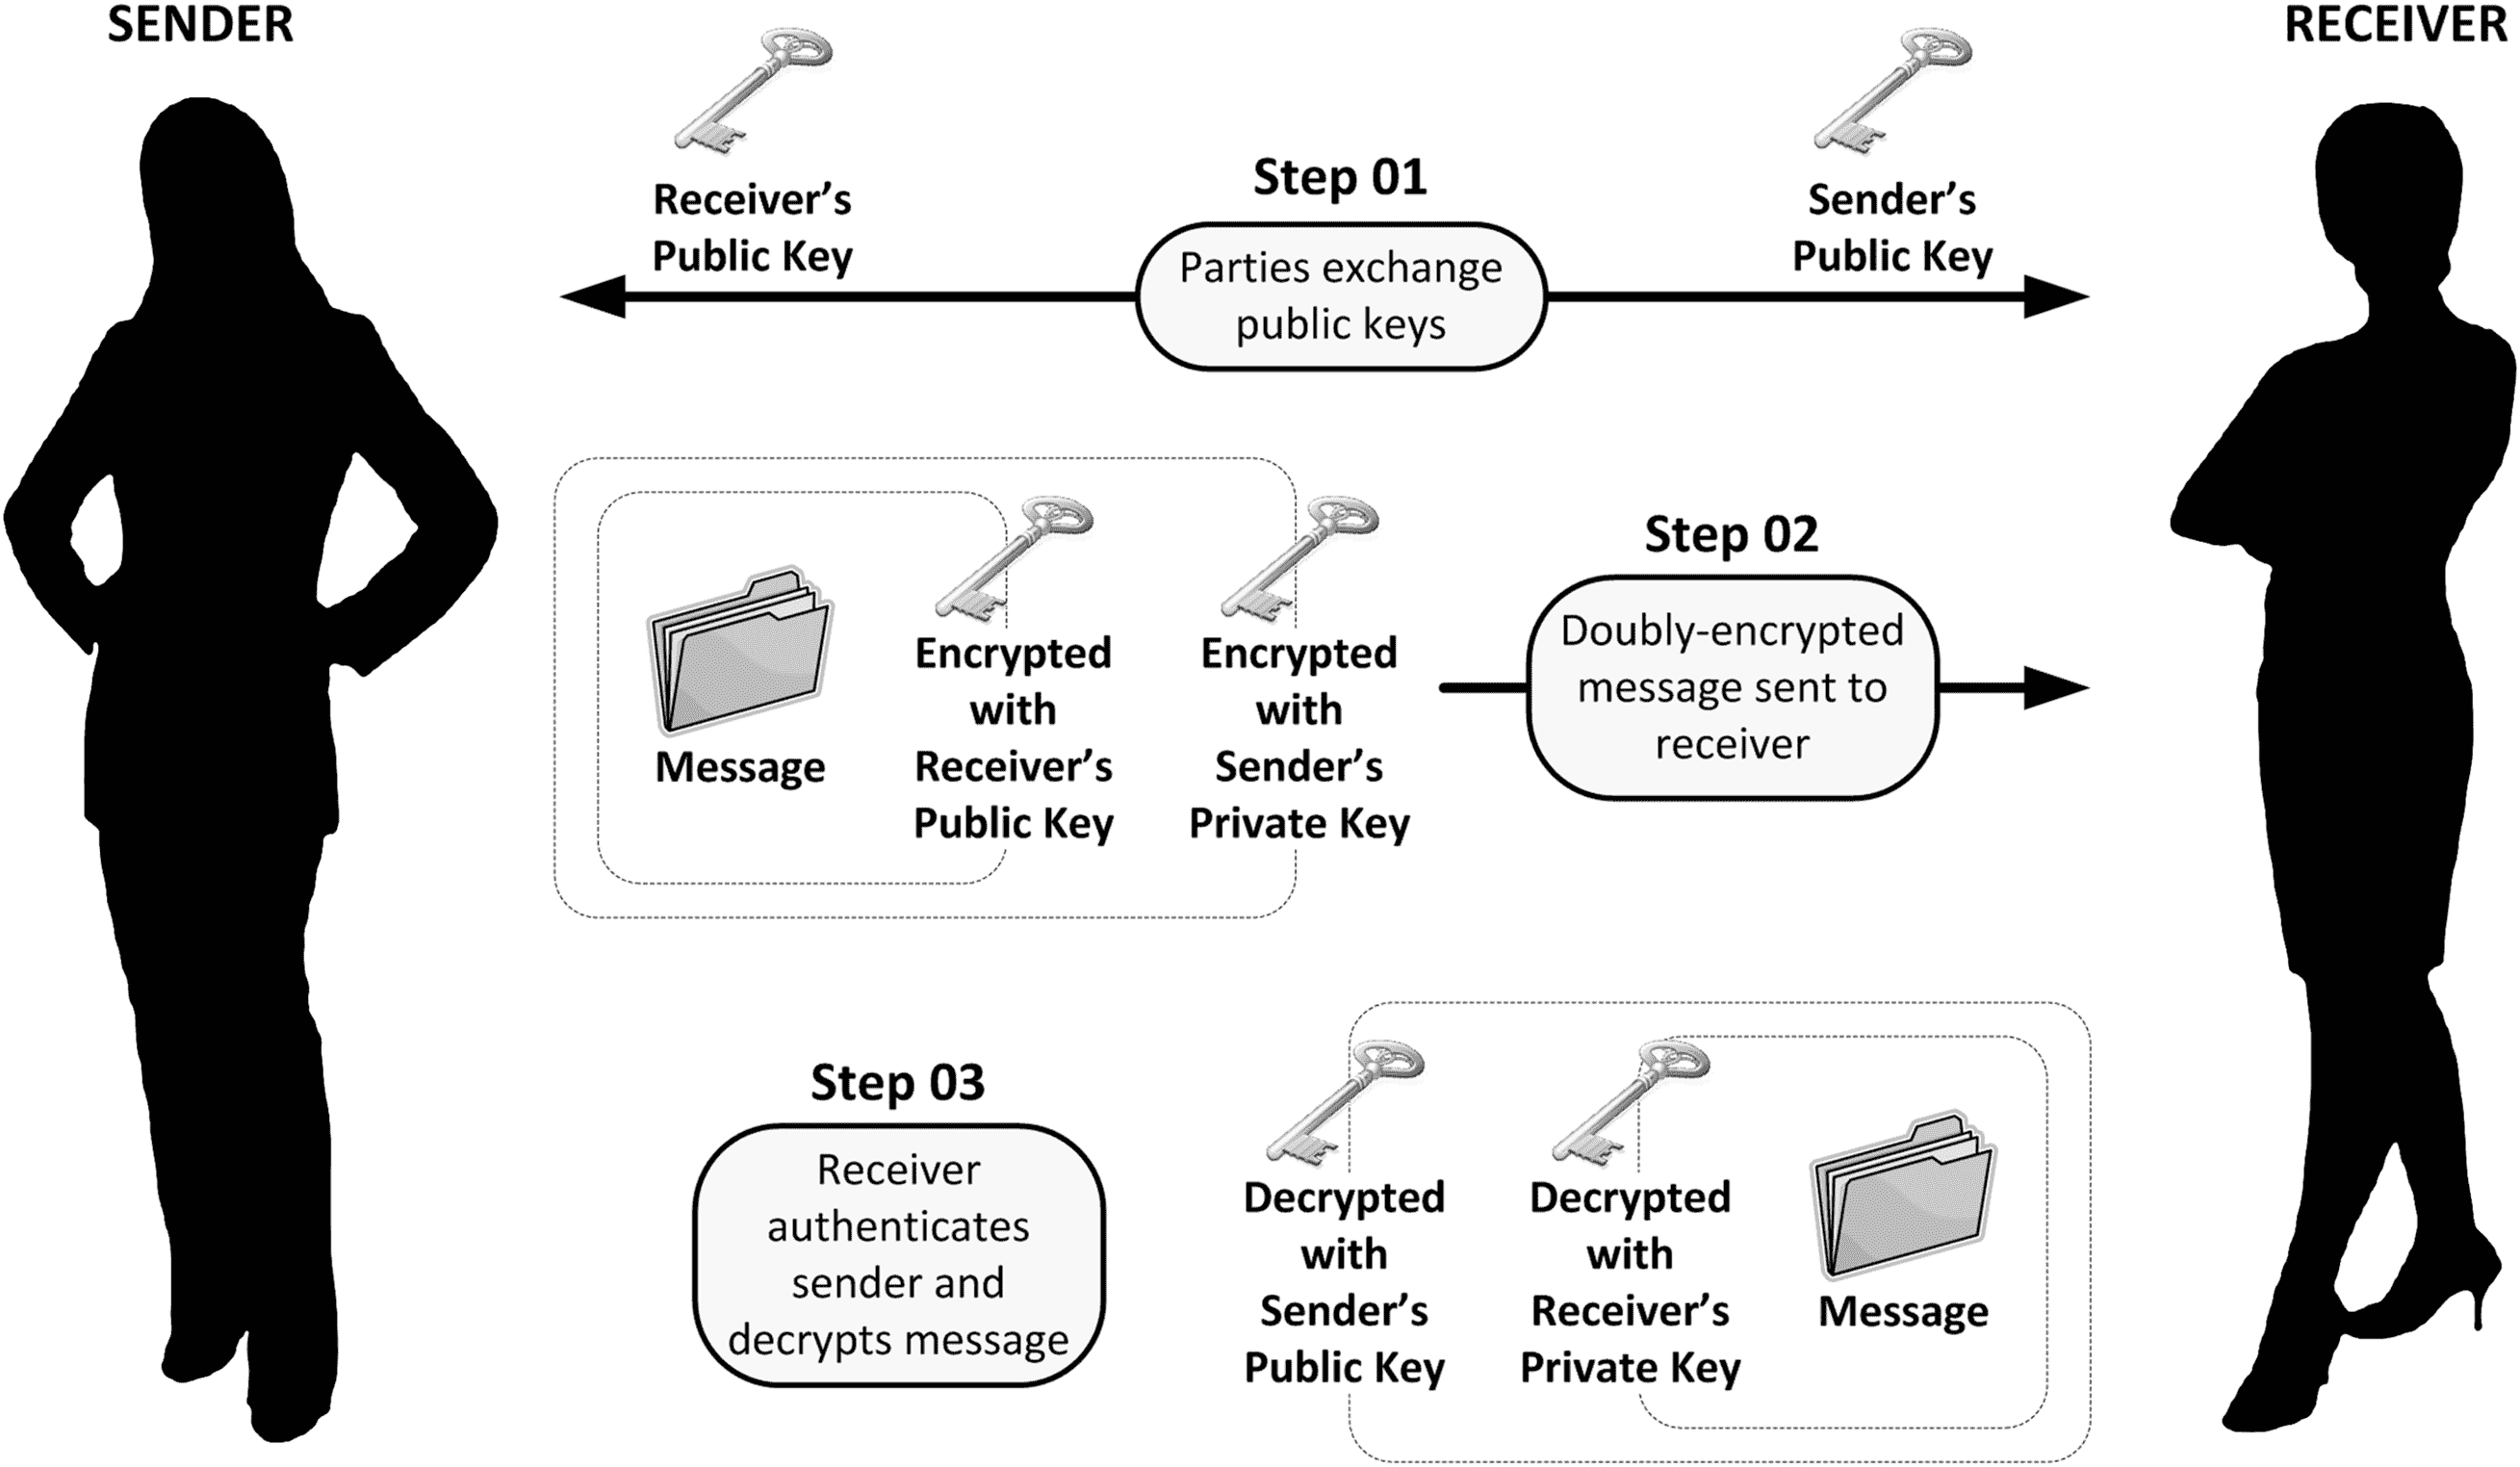 SENDER
RECEIVER
Receiver’s
Public Key
Step 01
Parties exchange
public keys
Sender’s
Public Key
Message
Encrypted
with
Receiver’s
Public Key
Encrypted
with
Sender’s
Private Key
Step 02
Doubly-encrypted
message sent to
receiver
Step 03
Receiver
authenticates
sender and
decrypts message
Decrypted
with
Sender’s
Public Key
Decrypted
with
Receiver’s
Private Key
Message